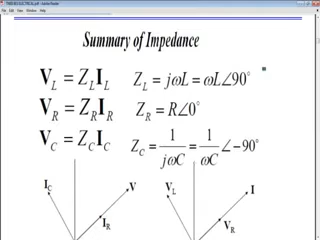 Summary of Impedance
V_L = Z_L I_L   Z_L = jωL = ωL∠90°
V_R = Z_R I_R   Z_R = R∠0°
V_C = Z_C I_C   Z_C = 1/jωC = 1/ωC ∠−90°
I_C V V_L I
I_R V_R